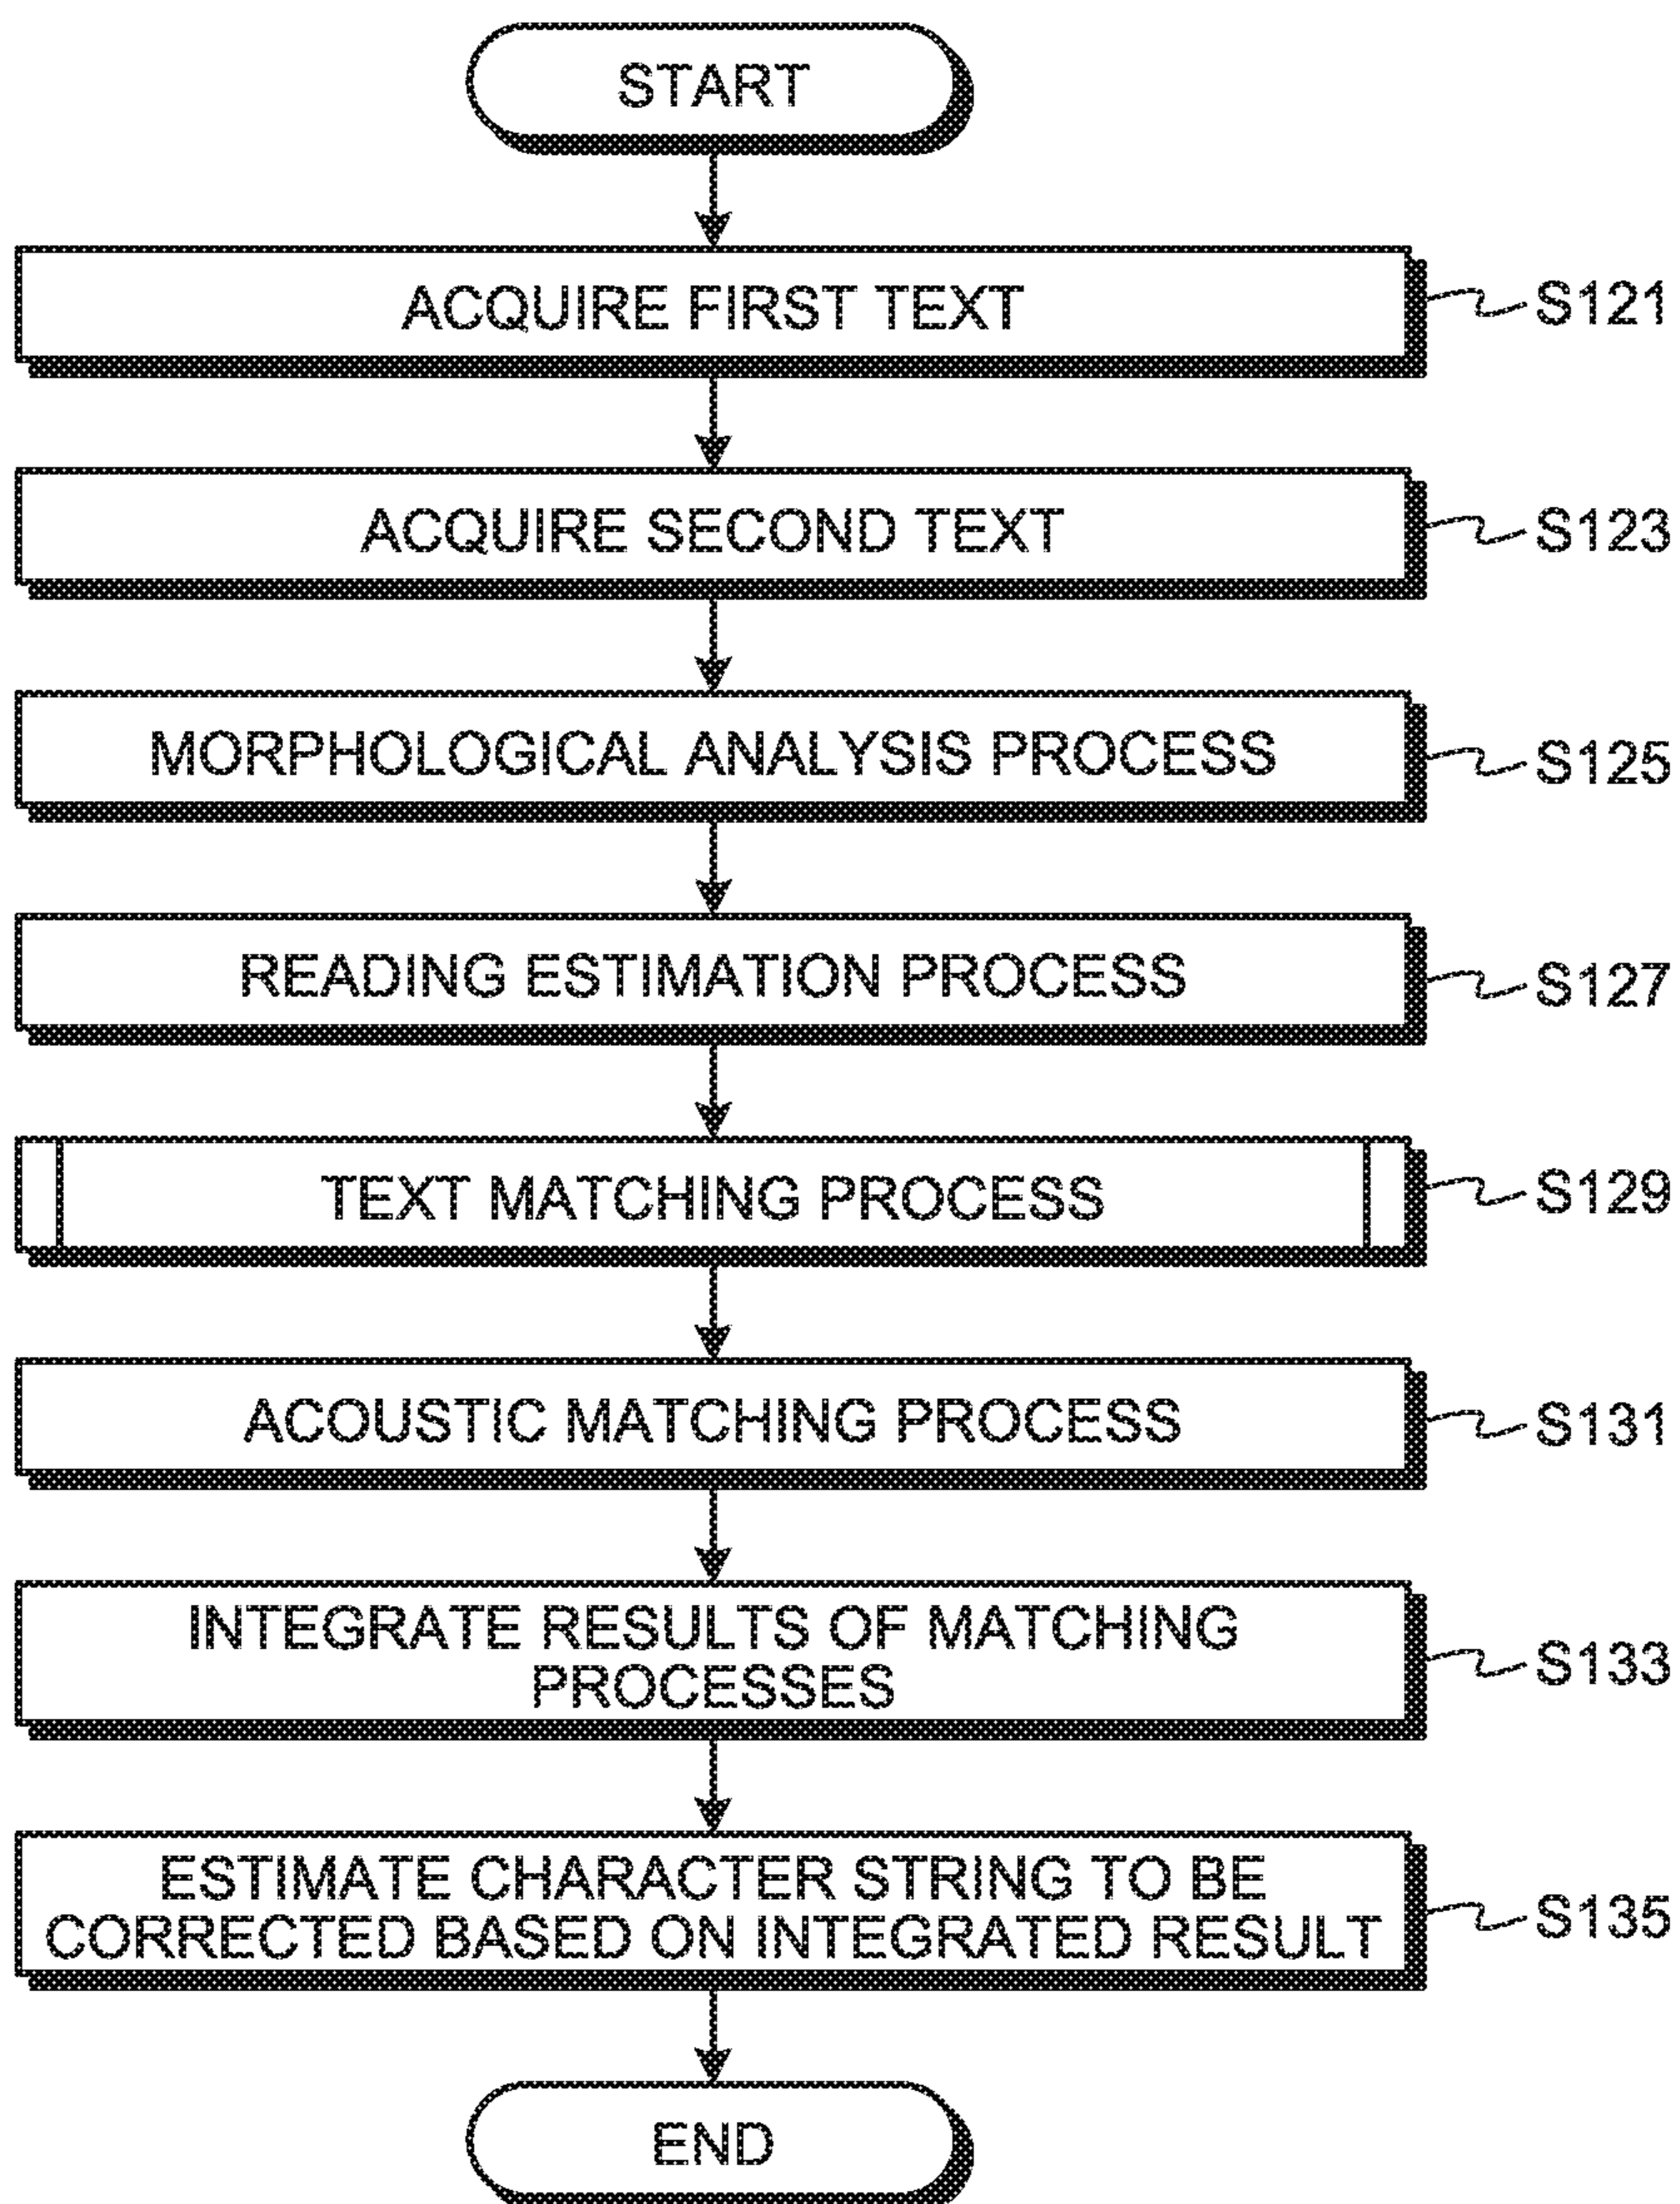 START
ACQUIRE FIRST TEXT
S121
ACQUIRE SECOND TEXT
S123
MORPHOLOGICAL ANALYSIS PROCESS
S125
READING ESTIMATION PROCESS
S127
TEXT MATCHING PROCESS
S129
ACOUSTIC MATCHING PROCESS
S131
INTEGRATE RESULTS OF MATCHING
PROCESSES
S133
ESTIMATE CHARACTER STRING TO BE
CORRECTED BASED ON INTEGRATED RESULT
S135
END